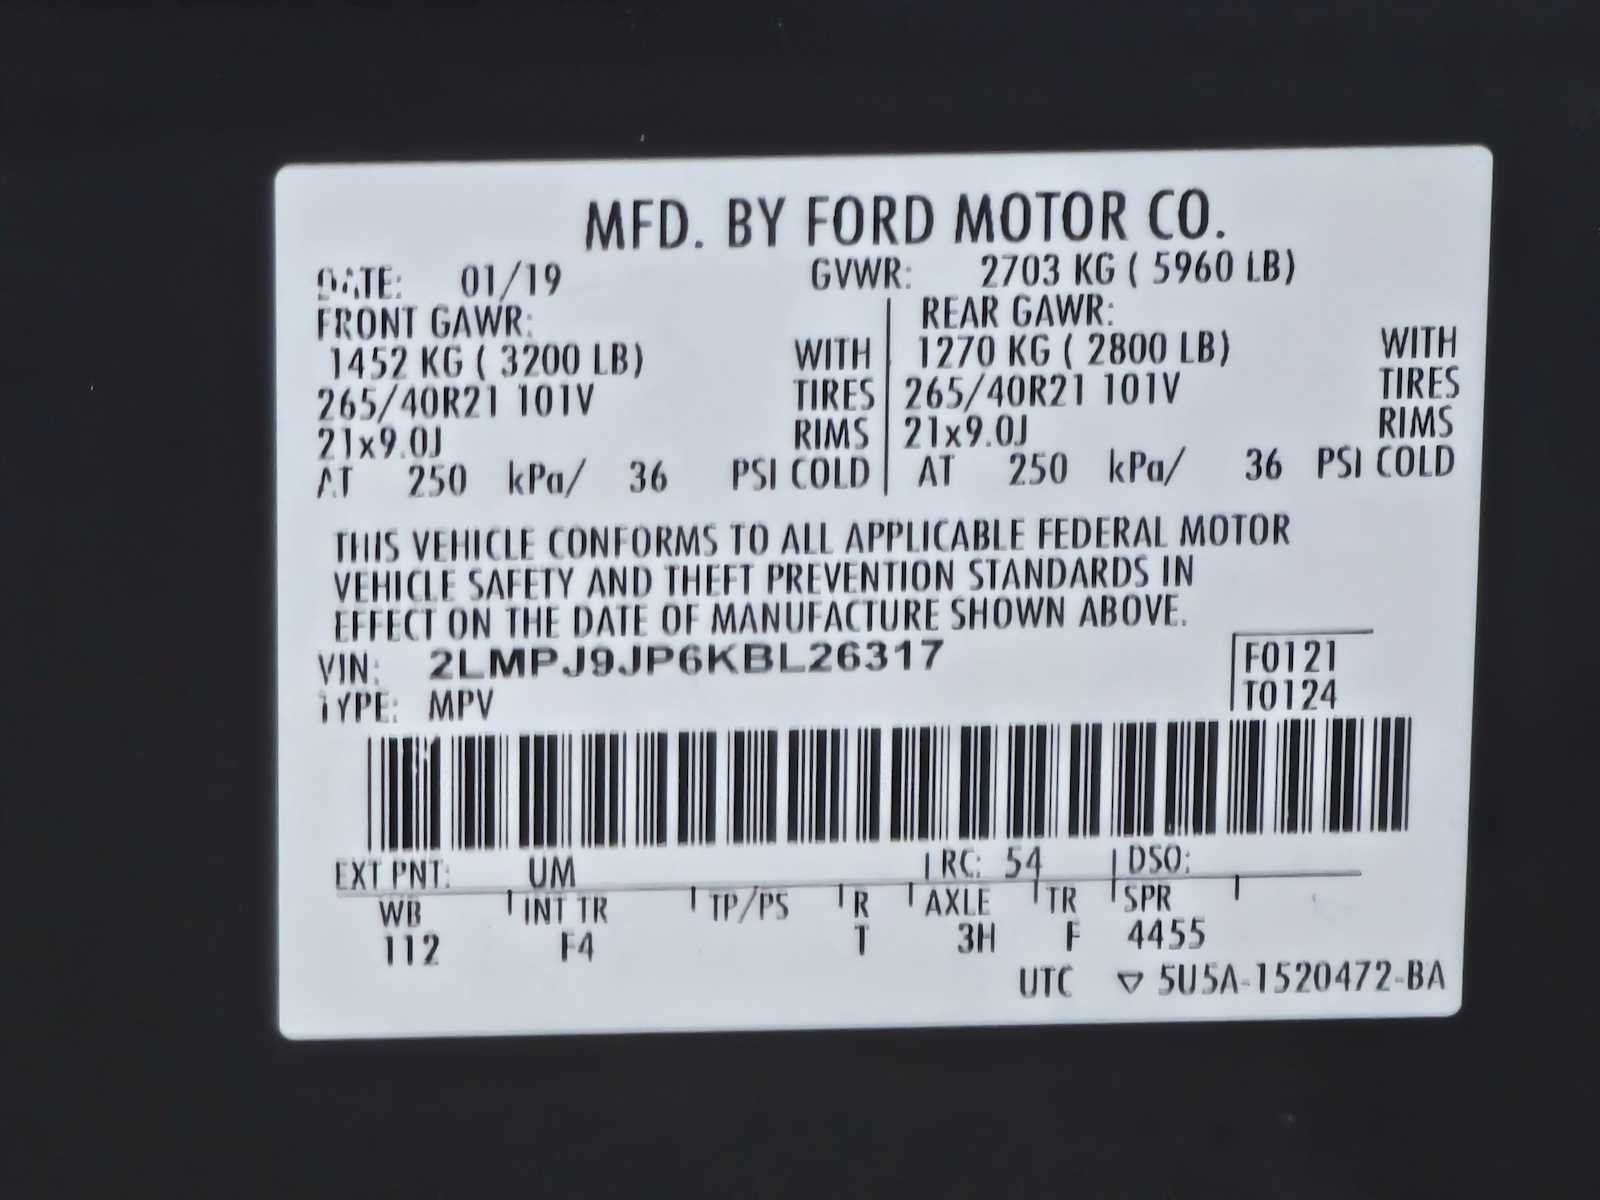 MFD. BY FORD MOTOR CO.
DATE: 01/19 GVWR: 2703 KG ( 5960 LB)
FRONT GAWR: REAR GAWR:
1452 KG ( 3200 LB) WITH 1270 KG ( 2800 LB) WITH
265/40R21 101V TIRES 265/40R21 101V TIRES
21x9.0J RIMS 21x9.0J RIMS
AT 250 kPa/ 36 PSI COLD AT 250 kPa/ 36 PSI COLD
THIS VEHICLE CONFORMS TO ALL APPLICABLE FEDERAL MOTOR
VEHICLE SAFETY AND THEFT PREVENTION STANDARDS IN
EFFECT ON THE DATE OF MANUFACTURE SHOWN ABOVE.
VIN: 2LMPJ9JP6KBL26317 F0121
TYPE: MPV T0124
EXT PNT: UM RC: 54 DSO:
WB INT TR TP/PS R AXLE TR SPR
112 F4 T 3H F 4455
UTC ▽ 5U5A-1520472-BA